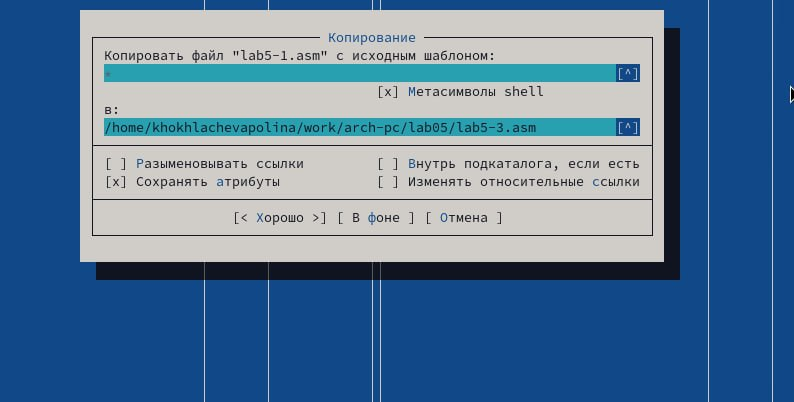 Копирование
Копировать файл "lab5-1.asm" с исходным шаблоном:
* [^]
[x] Метасимволы shell
в:
/home/khokhlachevapolina/work/arch-pc/lab05/lab5-3.asm [^]
[ ] Разыменовывать ссылки [ ] Внутрь подкаталога, если есть
[x] Сохранять атрибуты [ ] Изменять относительные ссылки
[< Хорошо >] [ В фоне ] [ Отмена ]